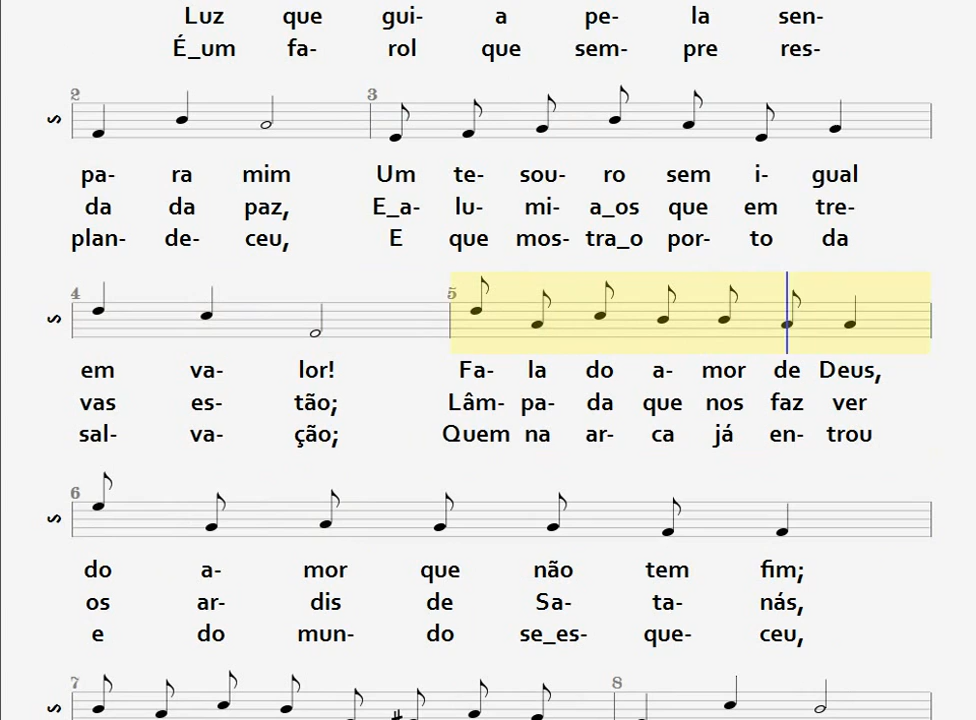 Luz que gui- a pe- la sen-
É_um fa- rol que sem- pre res-
2 3
s s
pa- ra mim Um te- sou- ro sem i- gual
da da paz, E_a- lu- mi- a_os que em tre-
plan- de- ceu, E que mos- tra_o por- to da
4 5
s
em va- lor! Fa- la do a- mor de Deus,
vas es- tão; Lâm- pa- da que nos faz ver
sal- va- ção; Quem na ar- ca já en- trou
6
s
do a- mor que não tem fim;
os ar- dis de Sa- ta- nás,
e do mun- do se_es- que- ceu,
7 8
s